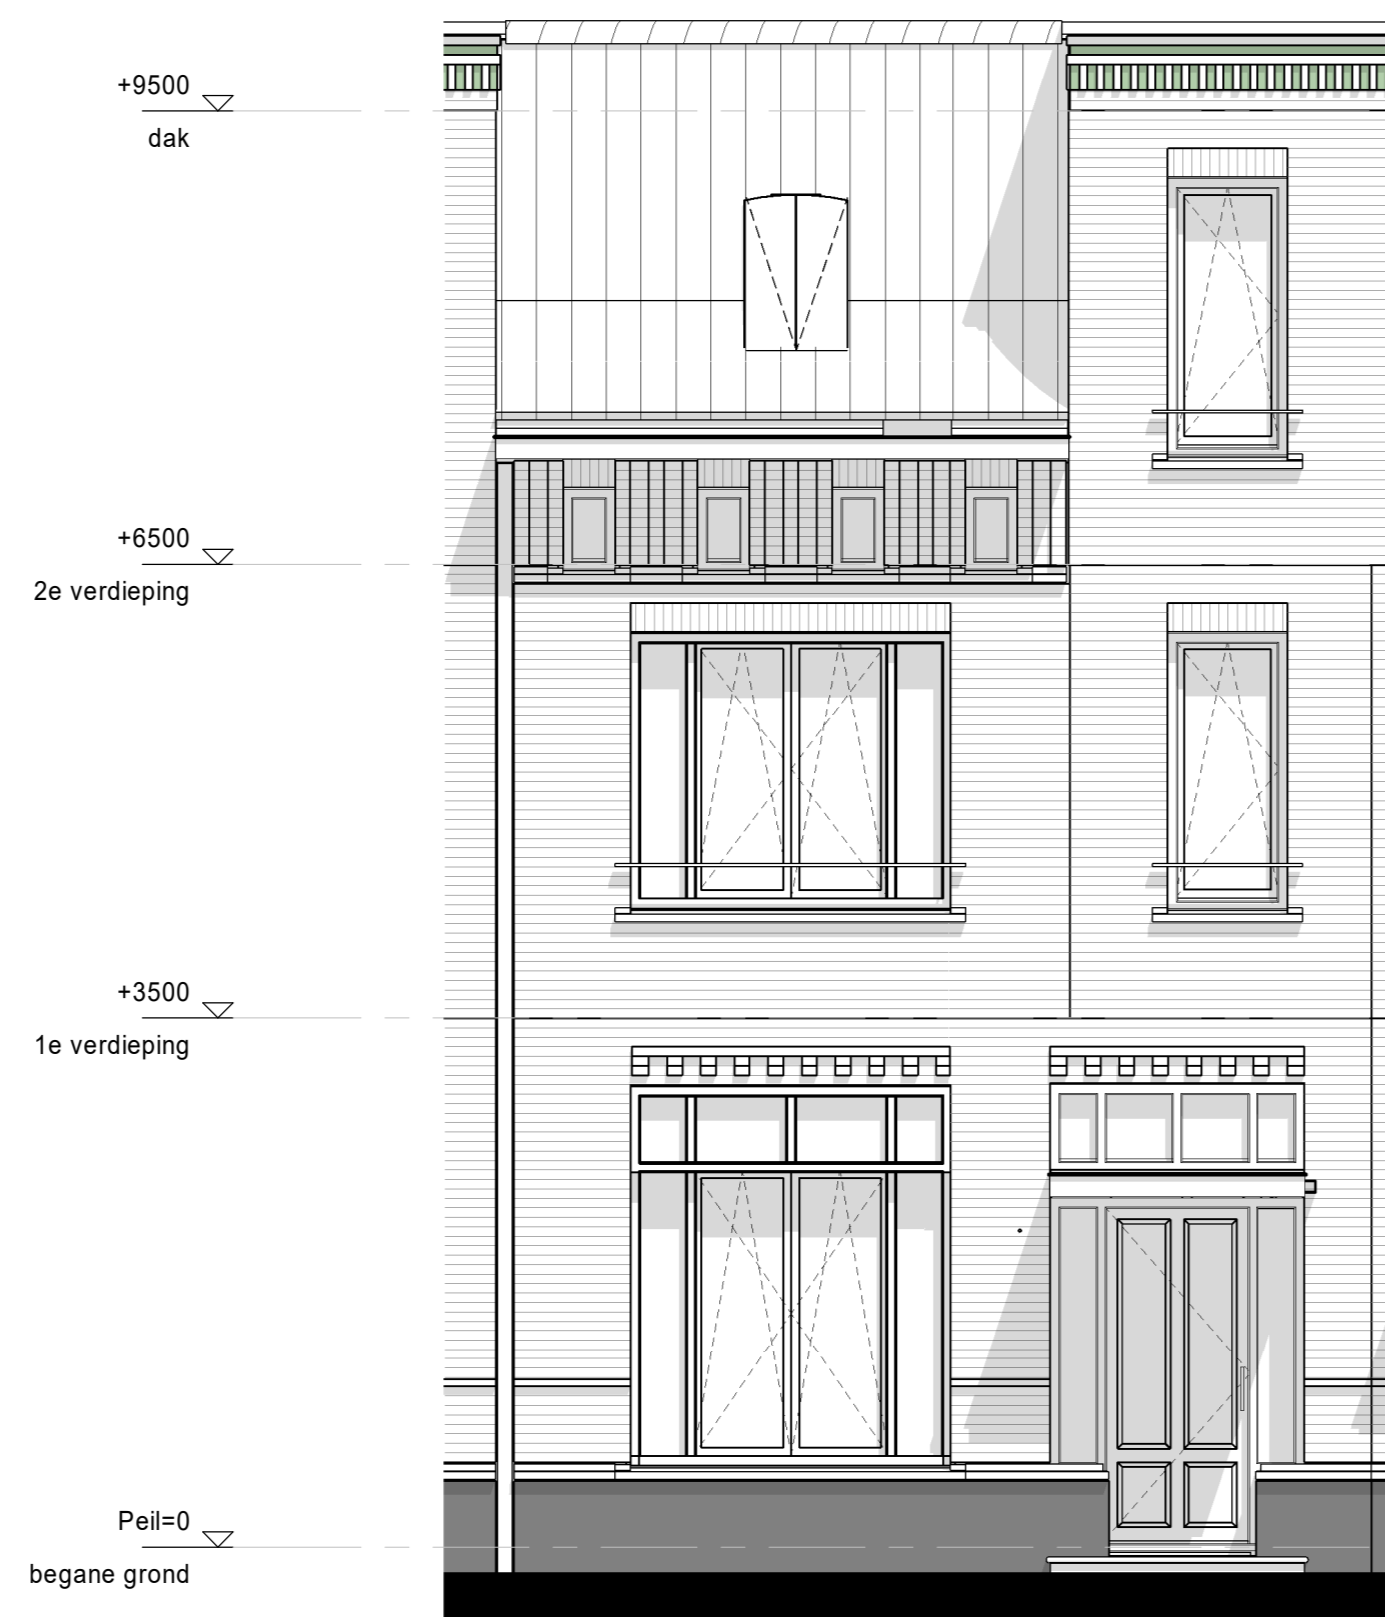 +9500
dak
+6500
2e verdieping
+3500
1e verdieping
Peil=0
begane grond